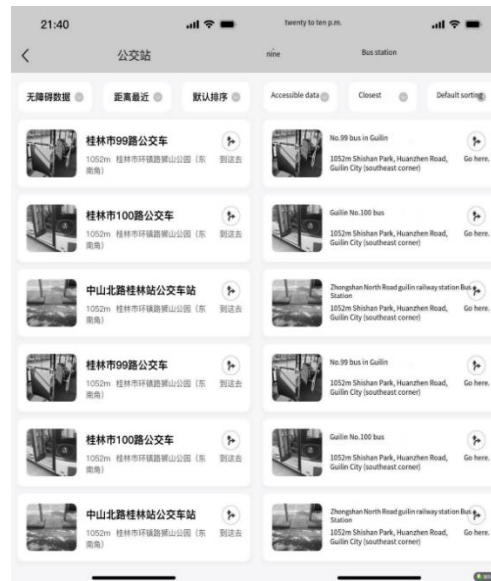 21:40
公交站
无障碍数据
距离最近
默认排序
桂林市99路公交车
1052m 桂林市环镇路狮山公园（东
南角）
到这去
桂林市100路公交车
1052m 桂林市环镇路狮山公园（东
南角）
到这去
中山北路桂林站公交车站
1052m 桂林市环镇路狮山公园（东
南角）
到这去
桂林市99路公交车
1052m 桂林市环镇路狮山公园（东
南角）
到这去
桂林市100路公交车
1052m 桂林市环镇路狮山公园（东
南角）
到这去
中山北路桂林站公交车站
1052m 桂林市环镇路狮山公园（东
南角）
到这去
twenty to ten p.m.
nine
Bus station
Accessible data
Closest
Default sorting
No.99 bus in Guilin
1052m Shishan Park, Huanzhen Road,
Guilin City (southeast corner)
Go here.
Guilin No.100 bus
1052m Shishan Park, Huanzhen Road,
Guilin City (southeast corner)
Go here.
Zhongshan North Road guilin railway station Bus
Station
1052m Shishan Park, Huanzhen Road,
Guilin City (southeast corner)
Go here.
No.99 bus in Guilin
1052m Shishan Park, Huanzhen Road,
Guilin City (southeast corner)
Go here.
Guilin No.100 bus
1052m Shishan Park, Huanzhen Road,
Guilin City (southeast corner)
Go here.
Zhongshan North Road guilin railway station Bus
Station
1052m Shishan Park, Huanzhen Road,
Guilin City (southeast corner)
Go here.